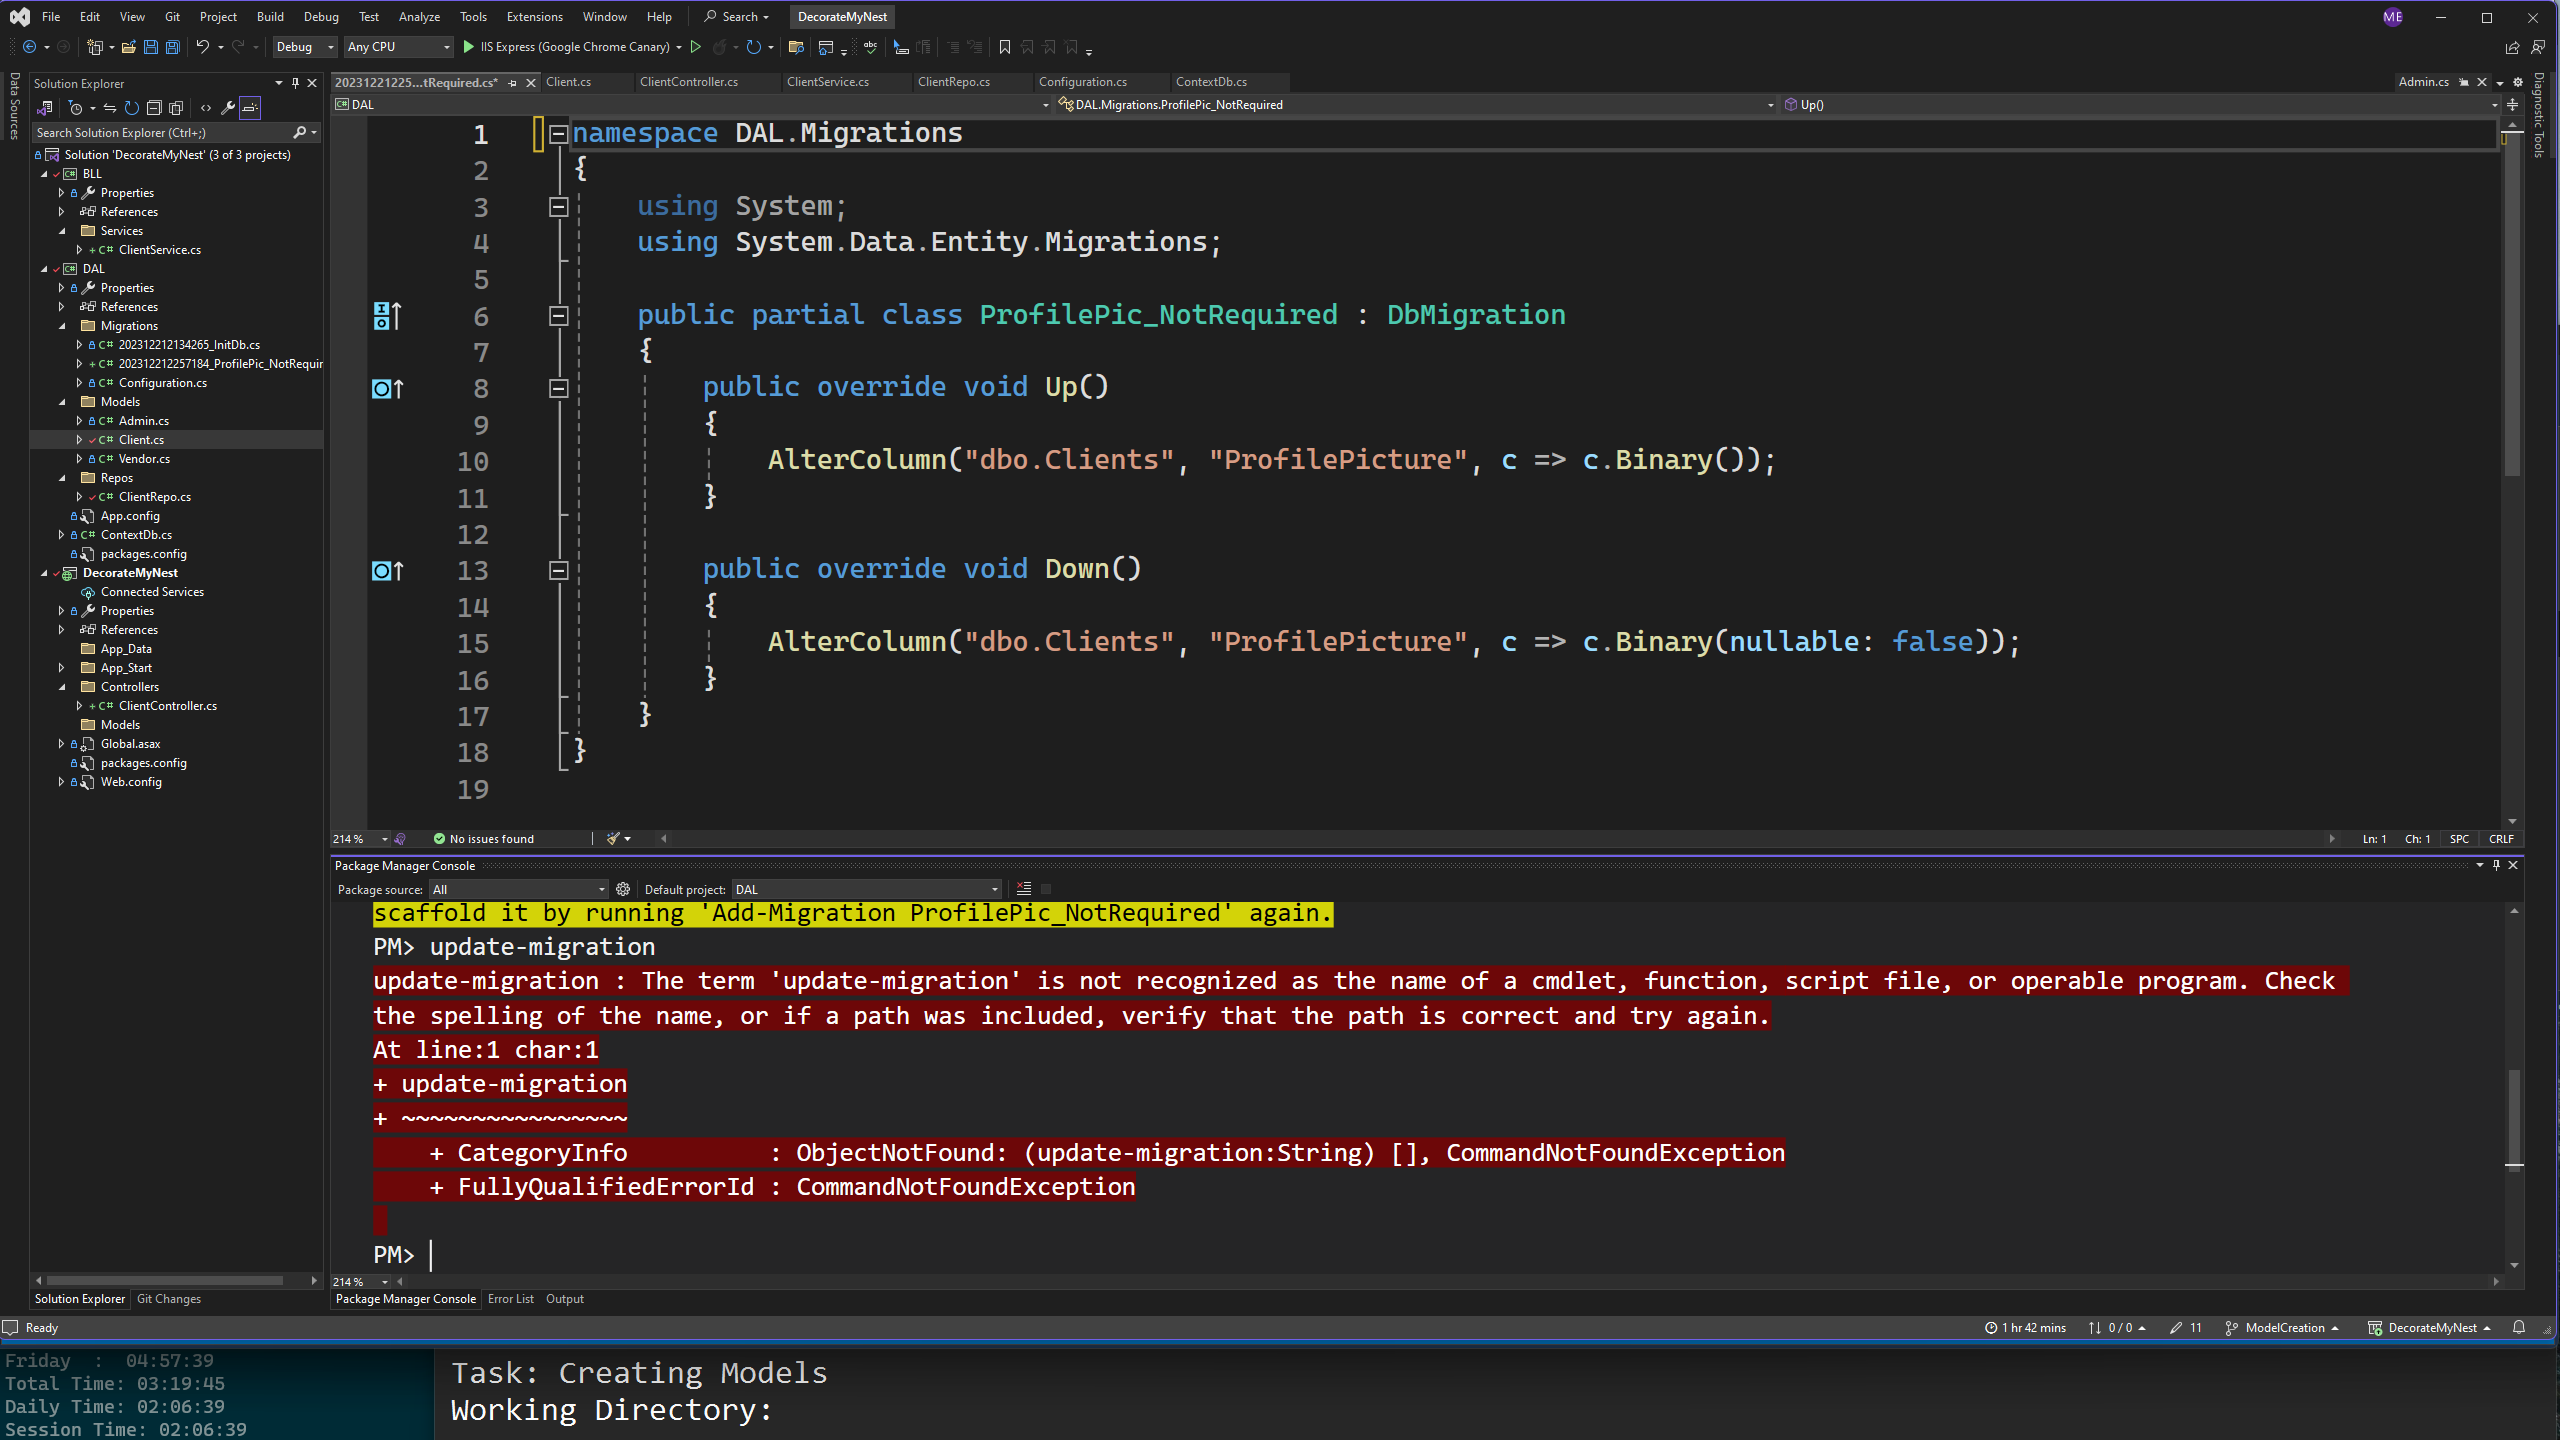 File Edit View Git Project Build Debug Test Analyze Tools Extensions Window Help Search DecorateMyNest ME
Debug Any CPU IIS Express (Google Chrome Canary)
Data Sources
Solution Explorer
Search Solution Explorer (Ctrl+;)
Solution 'DecorateMyNest' (3 of 3 projects)
BLL
Properties
References
Services
C# ClientService.cs
DAL
Properties
References
Migrations
C# 202312212134265_InitDb.cs
C# 202312212257184_ProfilePic_NotRequir
C# Configuration.cs
Models
C# Admin.cs
C# Client.cs
C# Vendor.cs
Repos
C# ClientRepo.cs
App.config
C# ContextDb.cs
packages.config
DecorateMyNest
Connected Services
Properties
References
App_Data
App_Start
Controllers
C# ClientController.cs
Models
Global.asax
packages.config
Web.config
Solution Explorer Git Changes
20231221225...tRequired.cs* Client.cs ClientController.cs ClientService.cs ClientRepo.cs Configuration.cs ContextDb.cs Admin.cs
DAL DAL.Migrations.ProfilePic_NotRequired Up()
Diagnostic Tools
1 namespace DAL.Migrations
2 {
3 using System;
4 using System.Data.Entity.Migrations;
5
6 public partial class ProfilePic_NotRequired : DbMigration
7 {
8 public override void Up()
9 {
10 AlterColumn("dbo.Clients", "ProfilePicture", c => c.Binary());
11 }
12
13 public override void Down()
14 {
15 AlterColumn("dbo.Clients", "ProfilePicture", c => c.Binary(nullable: false));
16 }
17 }
18 }
19
214 % No issues found Ln: 1 Ch: 1 SPC CRLF
Package Manager Console
Package source: All Default project: DAL
scaffold it by running 'Add-Migration ProfilePic_NotRequired' again.
PM> update-migration
update-migration : The term 'update-migration' is not recognized as the name of a cmdlet, function, script file, or operable program. Check
the spelling of the name, or if a path was included, verify that the path is correct and try again.
At line:1 char:1
+ update-migration
+ ~~~~~~~~~~~~~~~~
+ CategoryInfo : ObjectNotFound: (update-migration:String) [], CommandNotFoundException
+ FullyQualifiedErrorId : CommandNotFoundException
PM>
214 %
Package Manager Console Error List Output
Ready 1 hr 42 mins 0 / 0 11 ModelCreation DecorateMyNest
Friday : 04:57:39
Total Time: 03:19:45
Daily Time: 02:06:39
Session Time: 02:06:39
Task: Creating Models
Working Directory: